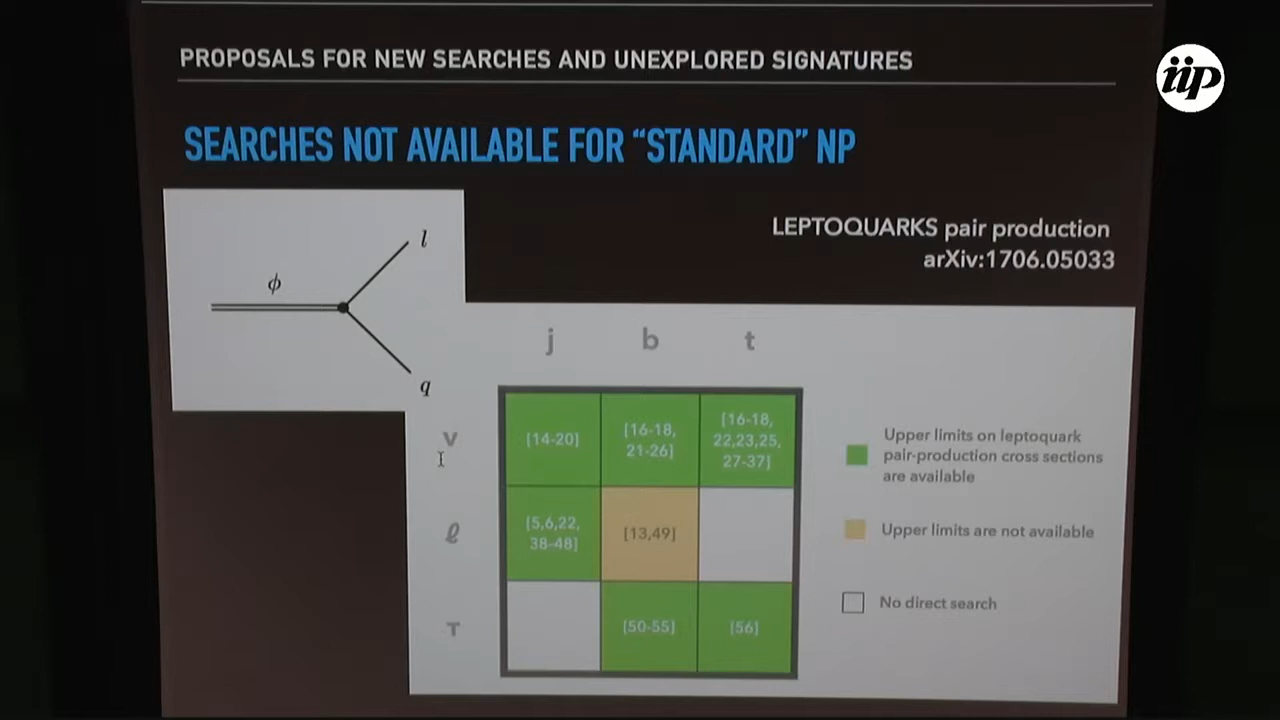 PROPOSALS FOR NEW SEARCHES AND UNEXPLORED SIGNATURES
iip
SEARCHES NOT AVAILABLE FOR “STANDARD” NP
LEPTOQUARKS pair production
arXiv:1706.05033
ϕ
l
q
j b t
ν
[14-20]
[16-18,
21-26]
[16-18,
22,23,25,
27-37]
ℓ
[5,6,22,
38-48]
[13,49]
τ
[50-55]
[56]
Upper limits on leptoquark
pair-production cross sections
are available
Upper limits are not available
No direct search